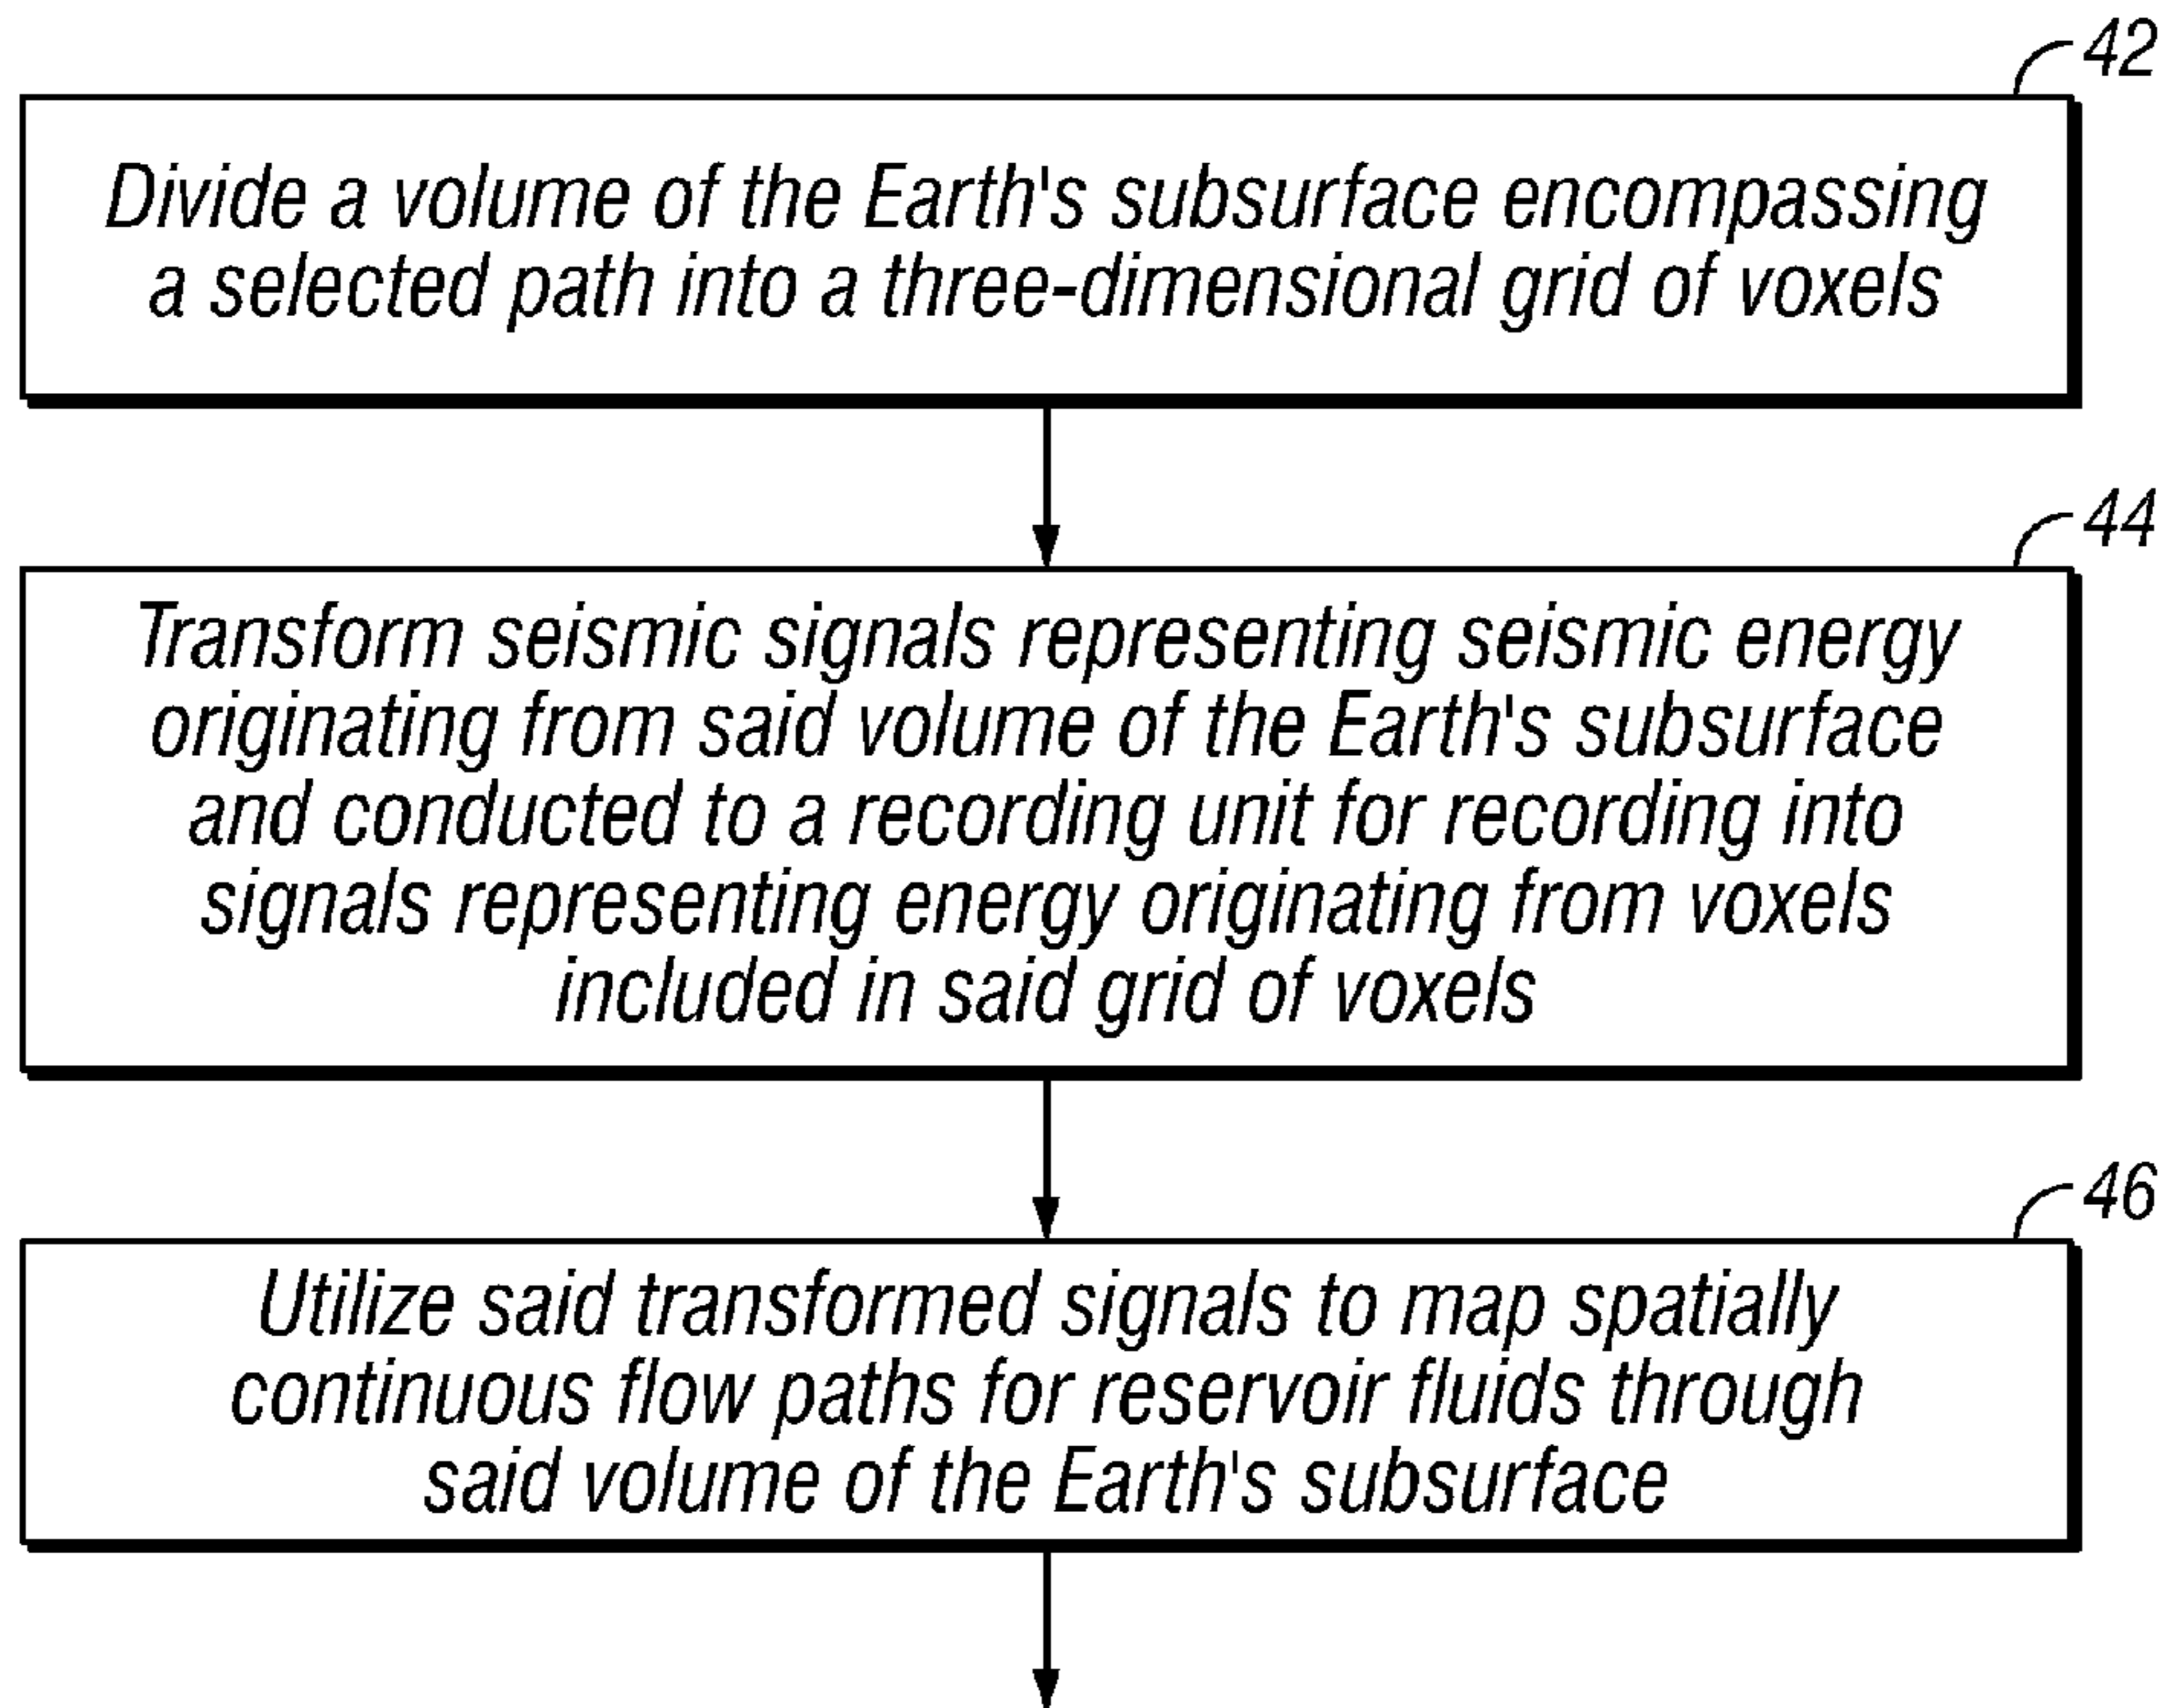 42
Divide a volume of the Earth's subsurface encompassing
a selected path into a three-dimensional grid of voxels
44
Transform seismic signals representing seismic energy
originating from said volume of the Earth's subsurface
and conducted to a recording unit for recording into
signals representing energy originating from voxels
included in said grid of voxels
46
Utilize said transformed signals to map spatially
continuous flow paths for reservoir fluids through
said volume of the Earth's subsurface